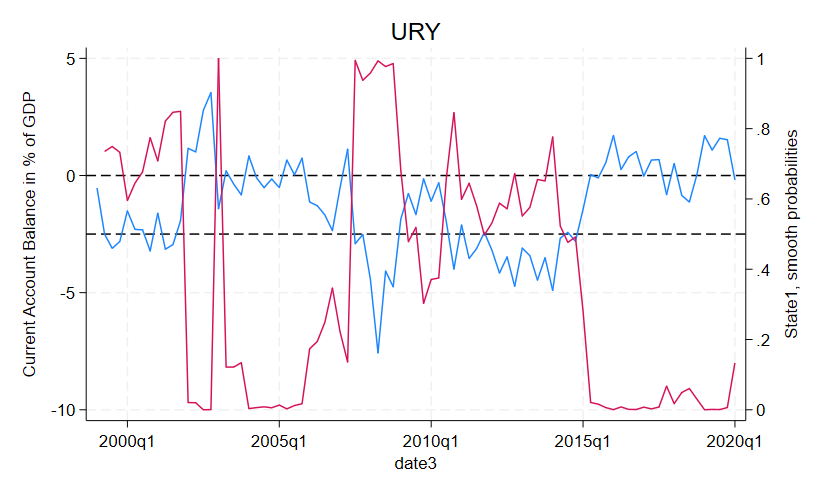 URY
Current Account Balance in % of GDP
5
0
-5
-10
1
.8
.6
.4
.2
0
State1, smooth probabilities
2000q1 2005q1 2010q1 2015q1 2020q1
date3